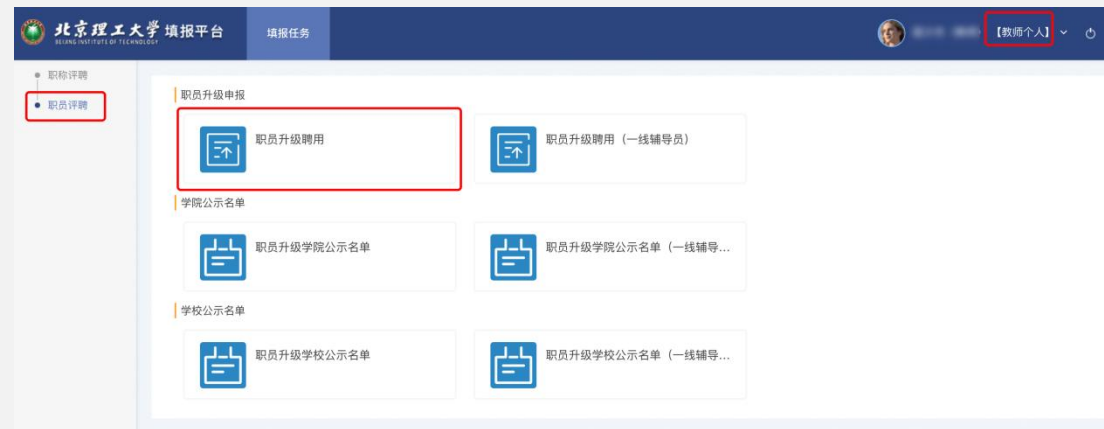 北京理工大学 填报平台
BEIJING INSTITUTE OF TECHNOLOGY
填报任务
【教师个人】
职称评聘
职员评聘
职员升级申报
职员升级聘用
职员升级聘用（一线辅导员）
学院公示名单
职员升级学院公示名单
职员升级学院公示名单（一线辅导...
学校公示名单
职员升级学校公示名单
职员升级学校公示名单（一线辅导...